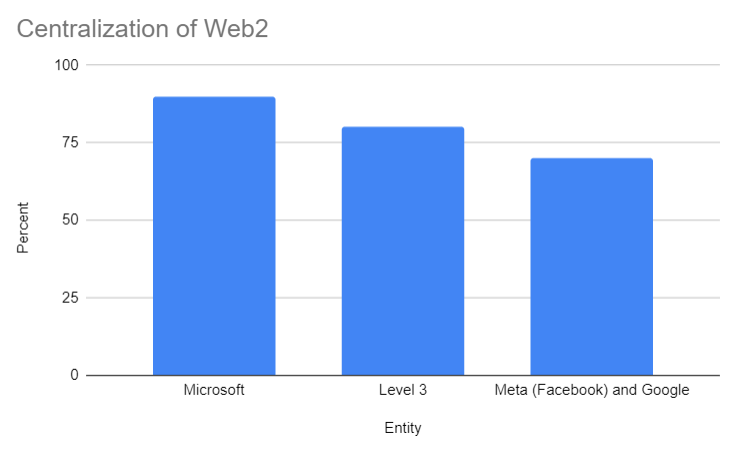 Centralization of Web2
100
75
50
25
0
Percent
Microsoft
Level 3
Meta (Facebook) and Google
Entity